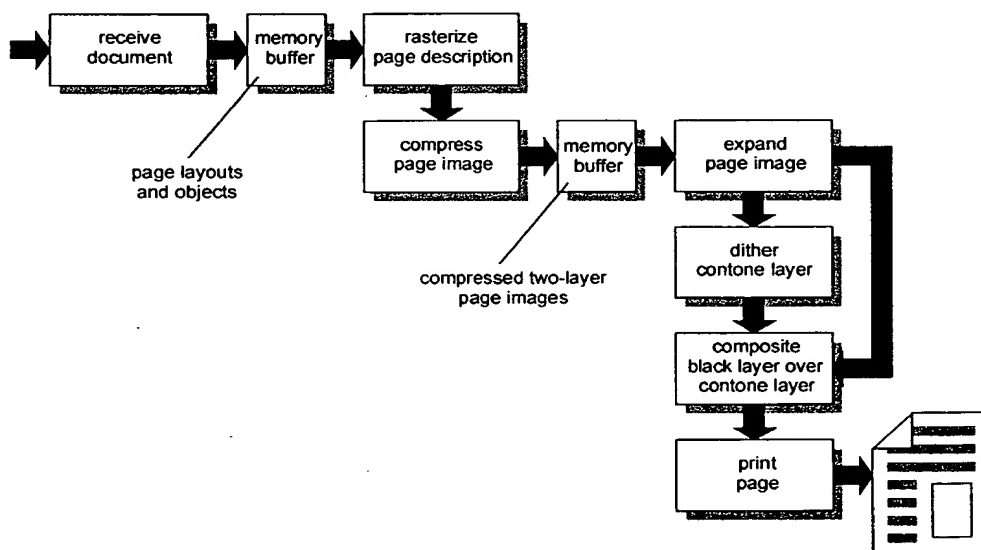 receive
document
memory
buffer
rasterize
page description
page layouts
and objects
compress
page image
memory
buffer
expand
page image
compressed two-layer
page images
dither
contone layer
composite
black layer over
contone layer
print
page